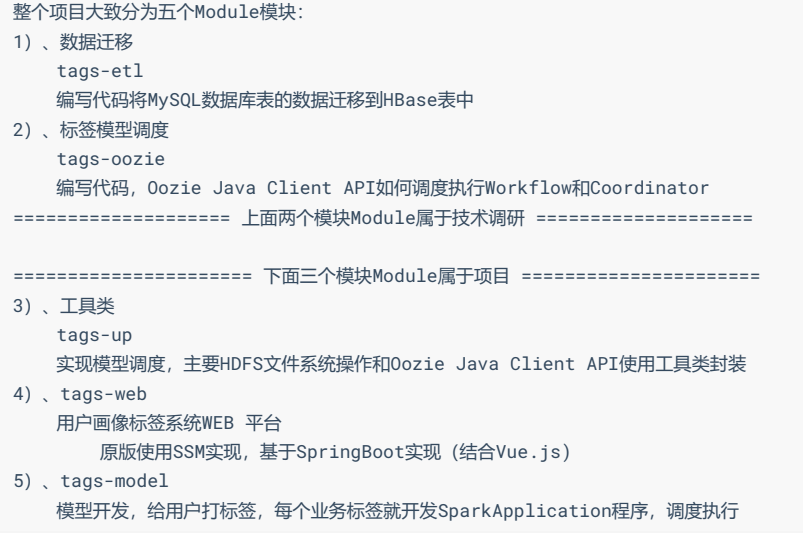 整个项目大致分为五个Module模块：
1）、数据迁移
tags-etl
编写代码将MySQL数据库表的数据迁移到HBase表中
2）、标签模型调度
tags-oozie
编写代码，Oozie Java Client API如何调度执行Workflow和Coordinator
==================== 上面两个模块Module属于技术调研 ====================
====================== 下面三个模块Module属于项目 ======================
3）、工具类
tags-up
实现模型调度，主要HDFS文件系统操作和Oozie Java Client API使用工具类封装
4）、tags-web
用户画像标签系统WEB 平台
原版使用SSM实现，基于SpringBoot实现（结合Vue.js）
5）、tags-model
模型开发，给用户打标签，每个业务标签就开发SparkApplication程序，调度执行